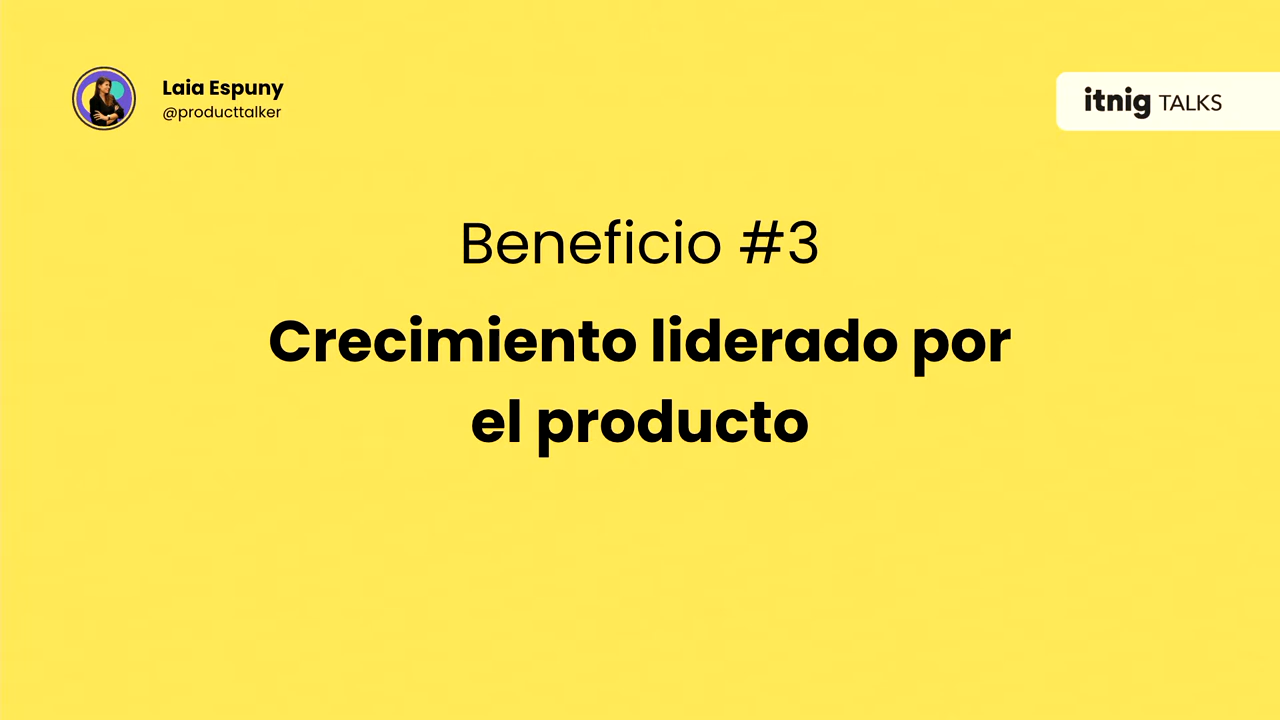 Laia Espuny
@producttalker
itnig TALKS
Beneficio #3
Crecimiento liderado por
el producto